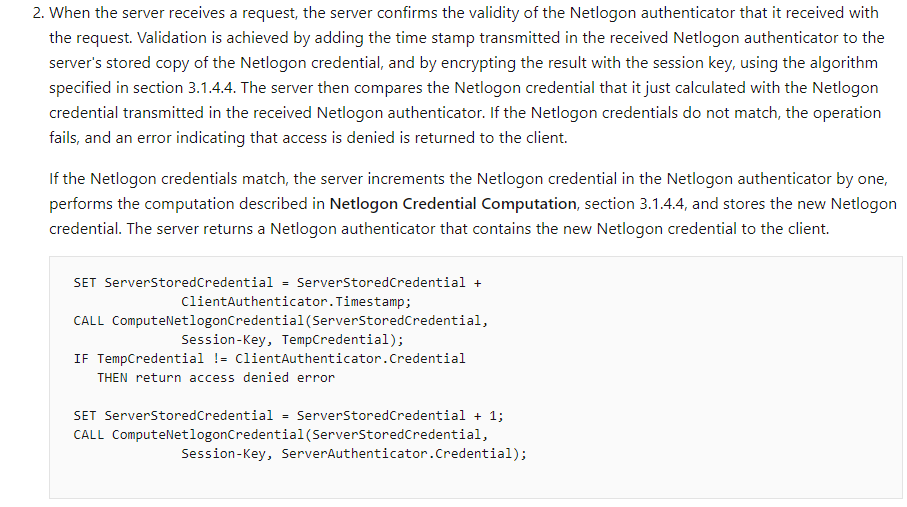 2. When the server receives a request, the server confirms the validity of the Netlogon authenticator that it received with
the request. Validation is achieved by adding the time stamp transmitted in the received Netlogon authenticator to the
server's stored copy of the Netlogon credential, and by encrypting the result with the session key, using the algorithm
specified in section 3.1.4.4. The server then compares the Netlogon credential that it just calculated with the Netlogon
credential transmitted in the received Netlogon authenticator. If the Netlogon credentials do not match, the operation
fails, and an error indicating that access is denied is returned to the client.
If the Netlogon credentials match, the server increments the Netlogon credential in the Netlogon authenticator by one,
performs the computation described in Netlogon Credential Computation, section 3.1.4.4, and stores the new Netlogon
credential. The server returns a Netlogon authenticator that contains the new Netlogon credential to the client.
SET ServerStoredCredential = ServerStoredCredential +
ClientAuthenticator.Timestamp;
CALL ComputeNetlogonCredential(ServerStoredCredential,
Session-Key, TempCredential);
IF TempCredential != ClientAuthenticator.Credential
THEN return access denied error
SET ServerStoredCredential = ServerStoredCredential + 1;
CALL ComputeNetlogonCredential(ServerStoredCredential,
Session-Key, ServerAuthenticator.Credential);